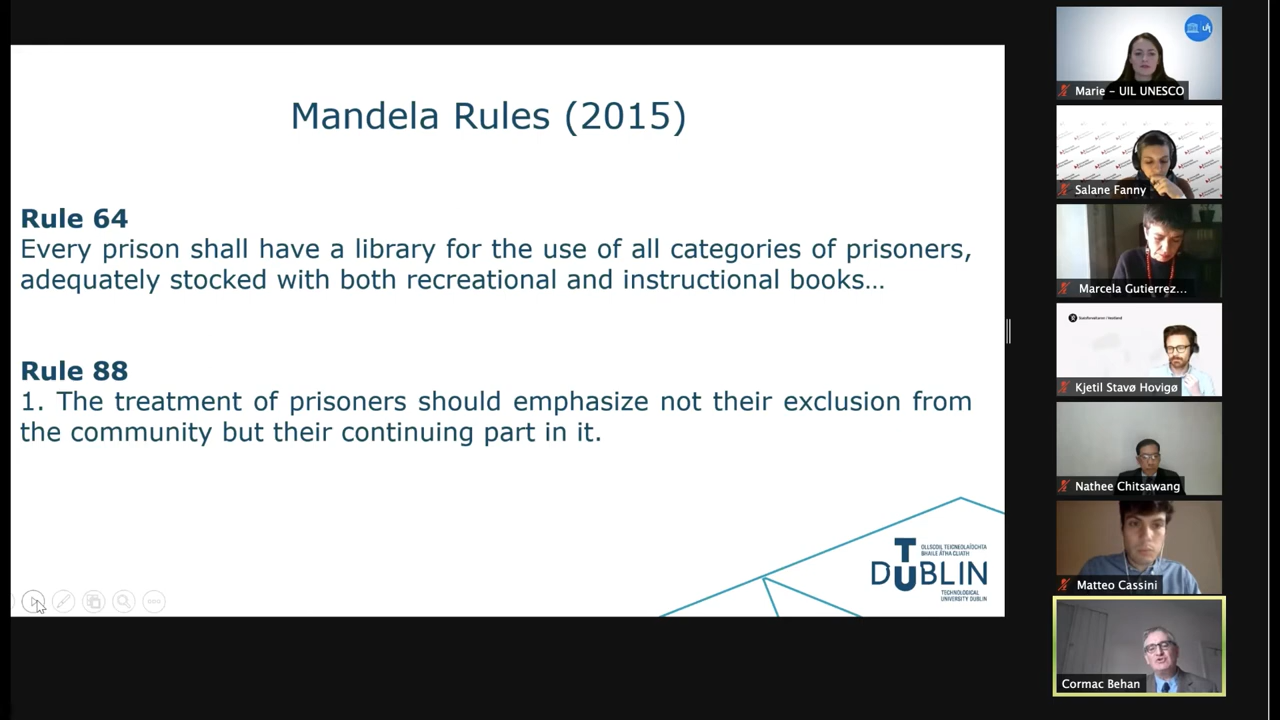 Mandela Rules (2015)
Rule 64
Every prison shall have a library for the use of all categories of prisoners,
adequately stocked with both recreational and instructional books…
Rule 88
1. The treatment of prisoners should emphasize not their exclusion from
the community but their continuing part in it.
TU DUBLIN
OLLSCOIL TEICNEOLAÍOCHTA
BHAILE ÁTHA CLIATH
TECHNOLOGICAL
UNIVERSITY DUBLIN
Marie – UIL UNESCO
Salane Fanny
Marcela Gutierrez…
Kjetil Stavø Hovigø
Nathee Chitsawang
Matteo Cassini
Cormac Behan